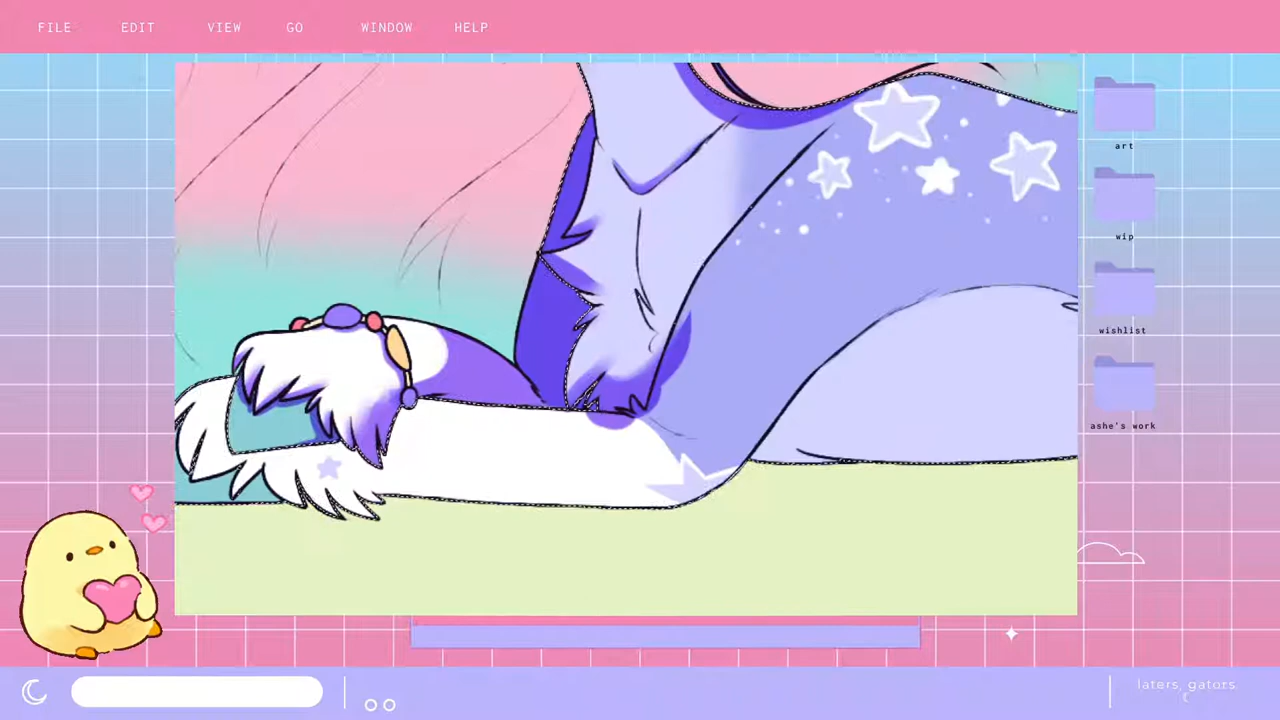 FILE EDIT VIEW GO WINDOW HELP
art
wip
wishlist
ashe's work
laters, gators.